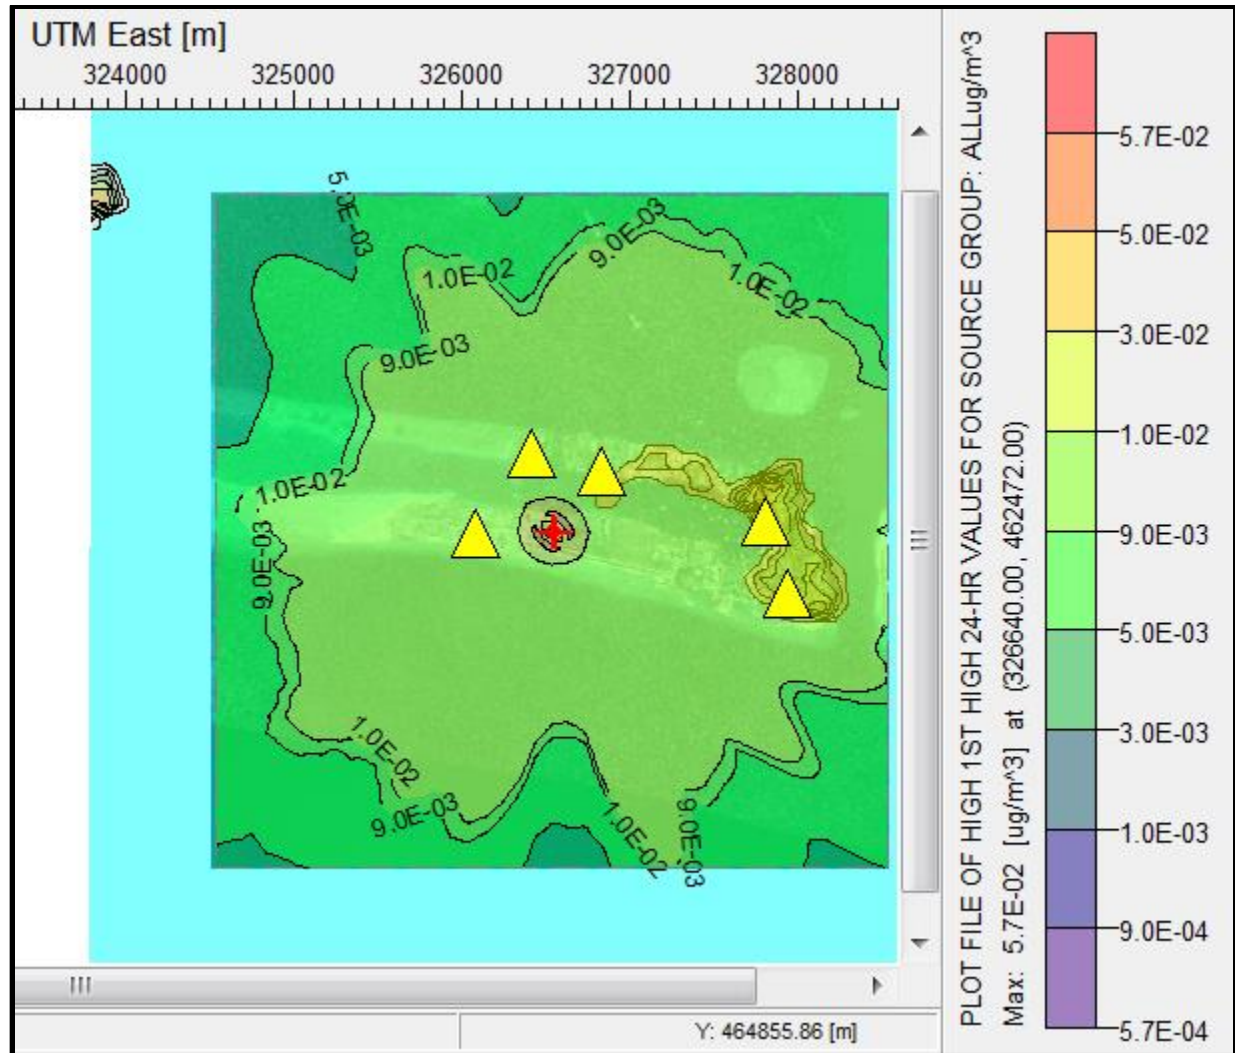 UTM East [m]
324000 325000 326000 327000 328000
5.0E-03
9.0E-03
1.0E-02
1.0E-02
9.0E-03
1.0E-02
9.0E-03
1.0E-02
9.0E-03
1.0E-02
9.0E-03
Y: 464855.86 [m]
PLOT FILE OF HIGH 1ST HIGH 24-HR VALUES FOR SOURCE GROUP: ALLug/m^3
Max: 5.7E-02 [ug/m^3] at (326640.00, 462472.00)
5.7E-02
5.0E-02
3.0E-02
1.0E-02
9.0E-03
5.0E-03
3.0E-03
1.0E-03
9.0E-04
5.7E-04